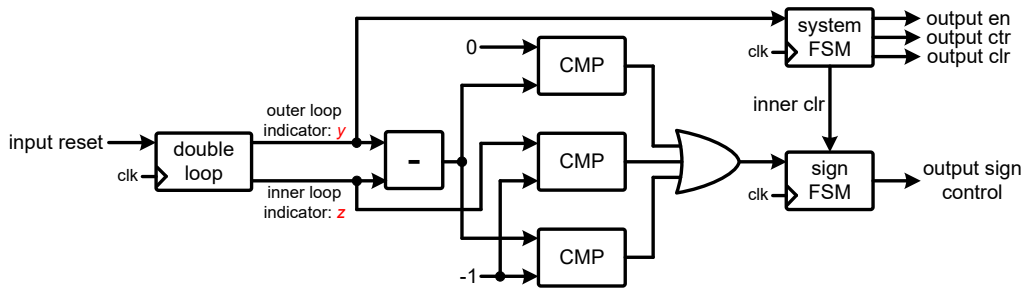 system
FSM
output en
output ctr
output clr
clk
0
CMP
inner clr
outer loop
indicator: y
input reset
double
loop
clk
-
CMP
sign
FSM
clk
output sign
control
inner loop
indicator: z
CMP
-1